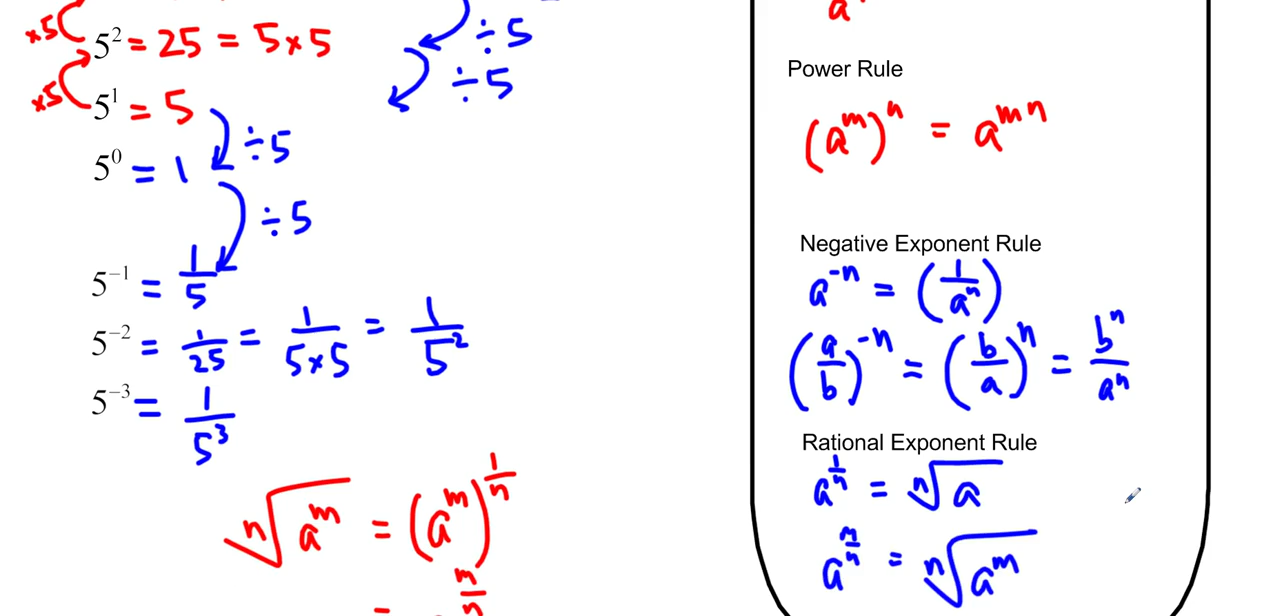 ×5 5² = 25 = 5×5
÷5
÷5
×5 5¹ = 5
÷5
5⁰ = 1
÷5
5⁻¹ = 1/5
5⁻² = 1/25 = 1/(5×5) = 1/5²
5⁻³ = 1/5³
ⁿ√(aᵐ) = (aᵐ)^(1/n)
= m/n
a
Power Rule
(aᵐ)ⁿ = aᵐⁿ
Negative Exponent Rule
a⁻ⁿ = (1/aⁿ)
(a/b)⁻ⁿ = (b/a)ⁿ = bⁿ/aⁿ
Rational Exponent Rule
a^(1/n) = ⁿ√a
a^(m/n) = ⁿ√(aᵐ)